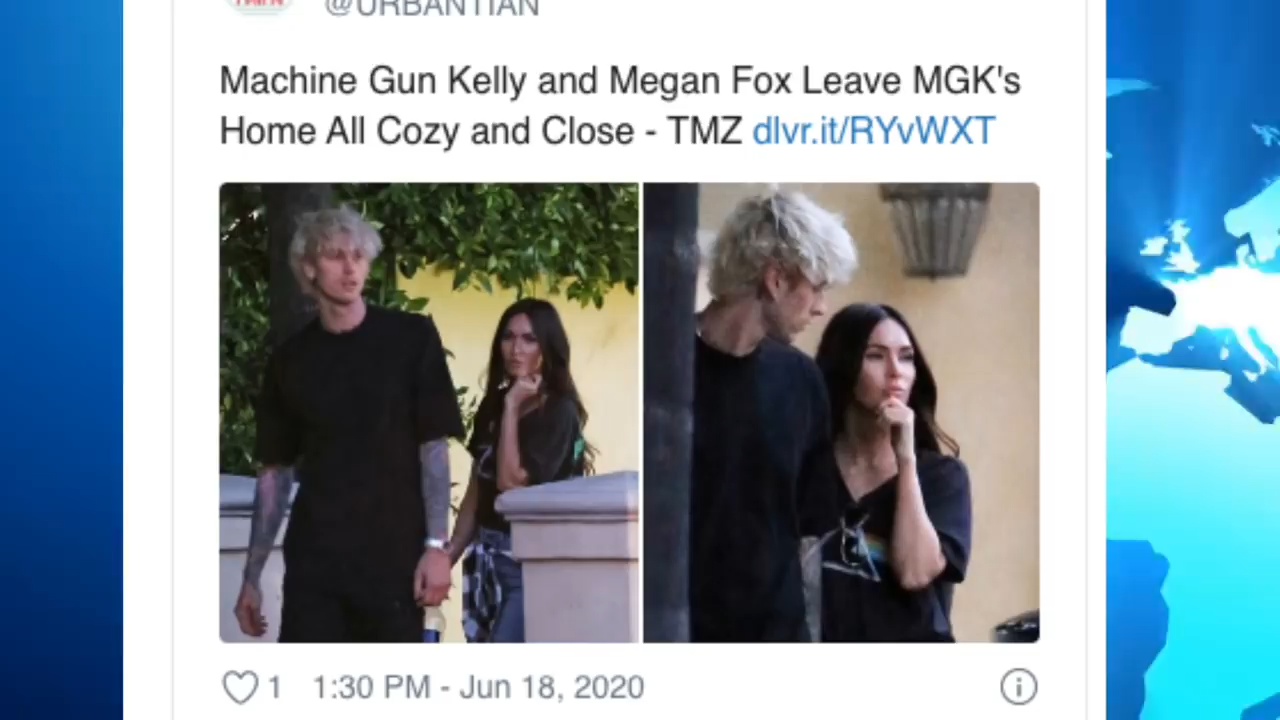 @URBANTIAN
Machine Gun Kelly and Megan Fox Leave MGK's
Home All Cozy and Close - TMZ dlvr.it/RYvWXT
1 1:30 PM - Jun 18, 2020